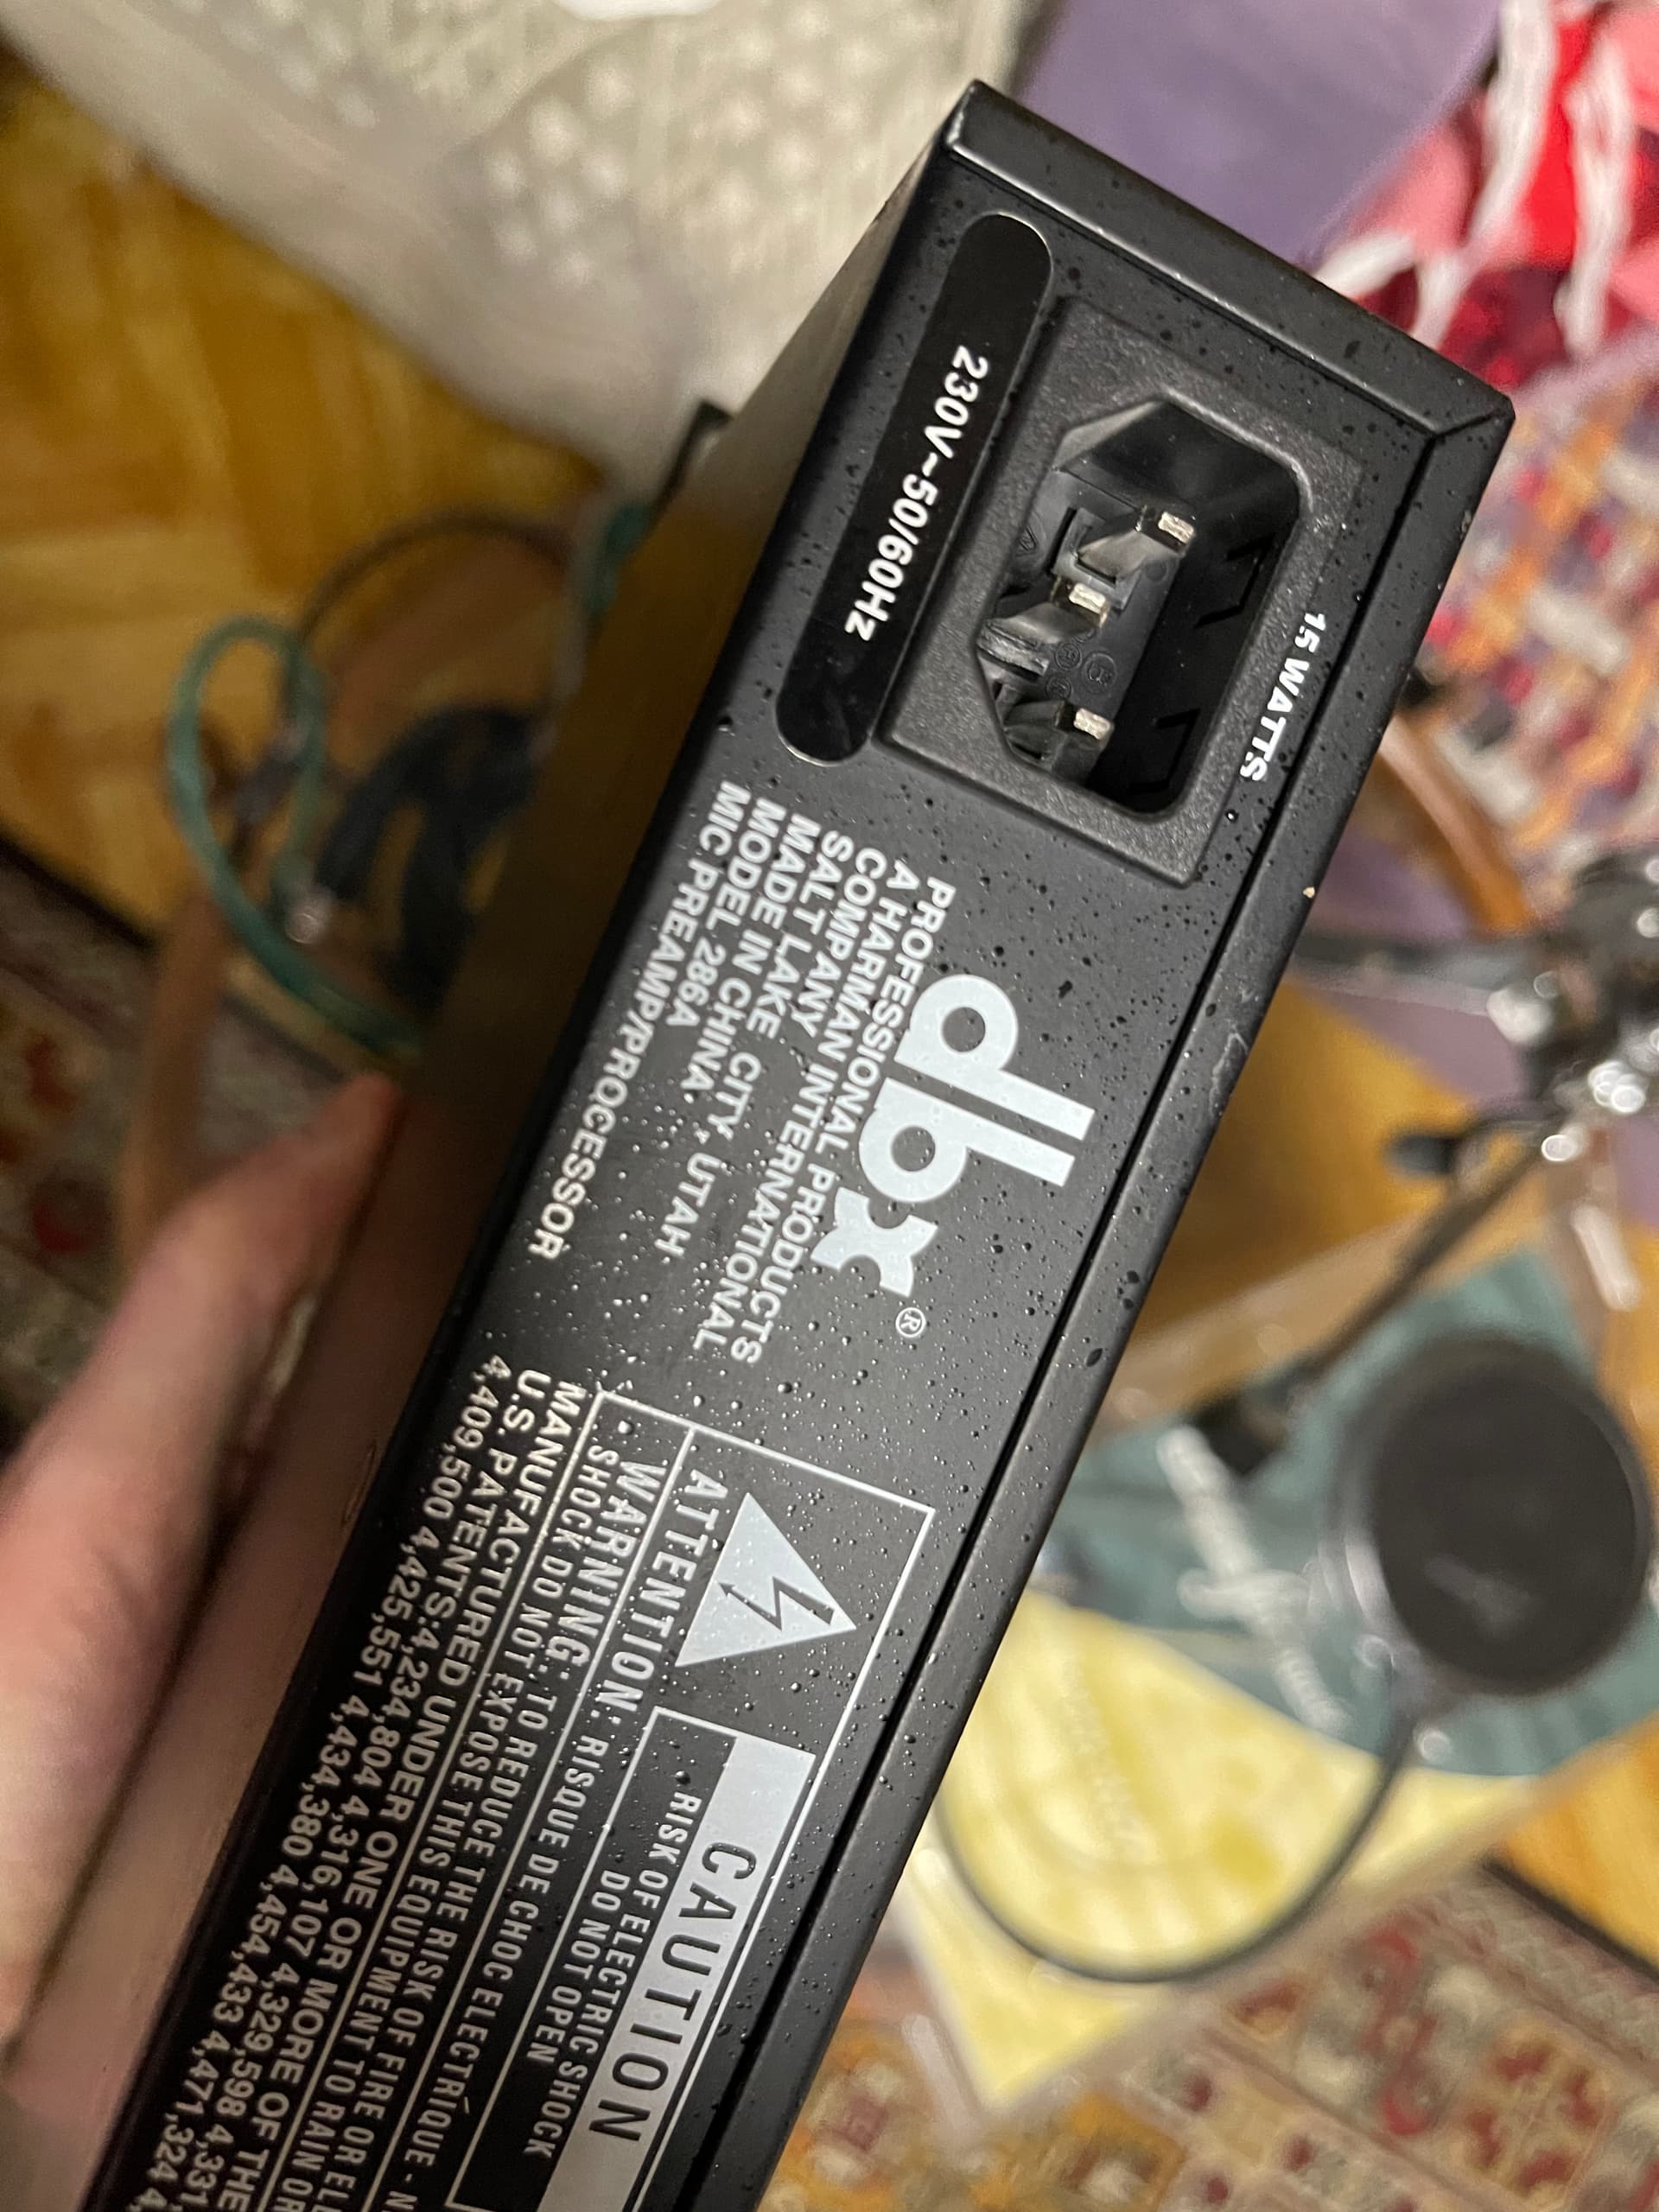 230V~50/60Hz
15 WATTS
dbx®
PROFESSIONAL PRODUCTS
A HARMAN INTERNATIONAL
COMPANY
SALT LAKE CITY, UTAH
MADE IN CHINA
MODEL 286A
MIC PREAMP/PROCESSOR
CAUTION
RISK OF ELECTRIC SHOCK
DO NOT OPEN
ATTENTION: RISQUE DE CHOC ELECTRIQUE - N
WARNING: TO REDUCE THE RISK OF FIRE OR EL
SHOCK DO NOT EXPOSE THIS EQUIPMENT TO RAIN OR
MANUFACTURED UNDER ONE OR MORE OF THE
U.S. PATENTS:4,234,804 4,316,107 4,329,598 4,331,
4,409,500 4,425,551 4,434,380 4,454,433 4,471,324 4,